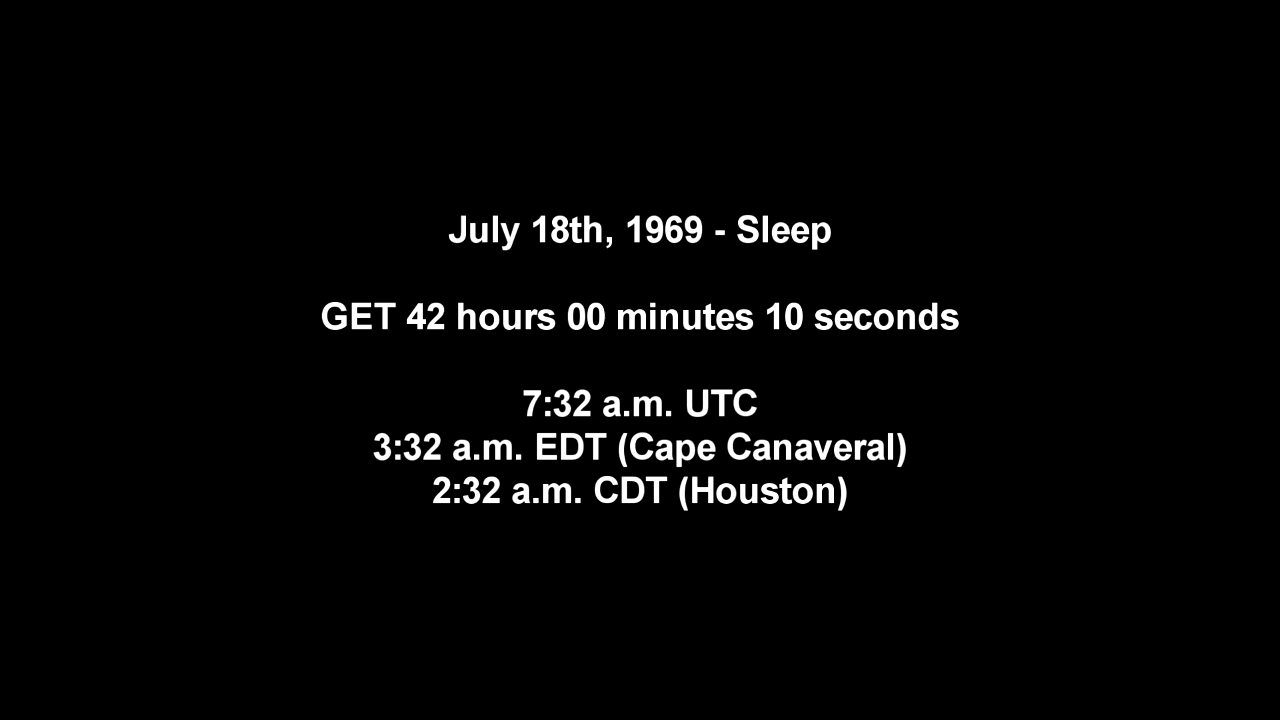 July 18th, 1969 - Sleep
GET 42 hours 00 minutes 10 seconds
7:32 a.m. UTC
3:32 a.m. EDT (Cape Canaveral)
2:32 a.m. CDT (Houston)